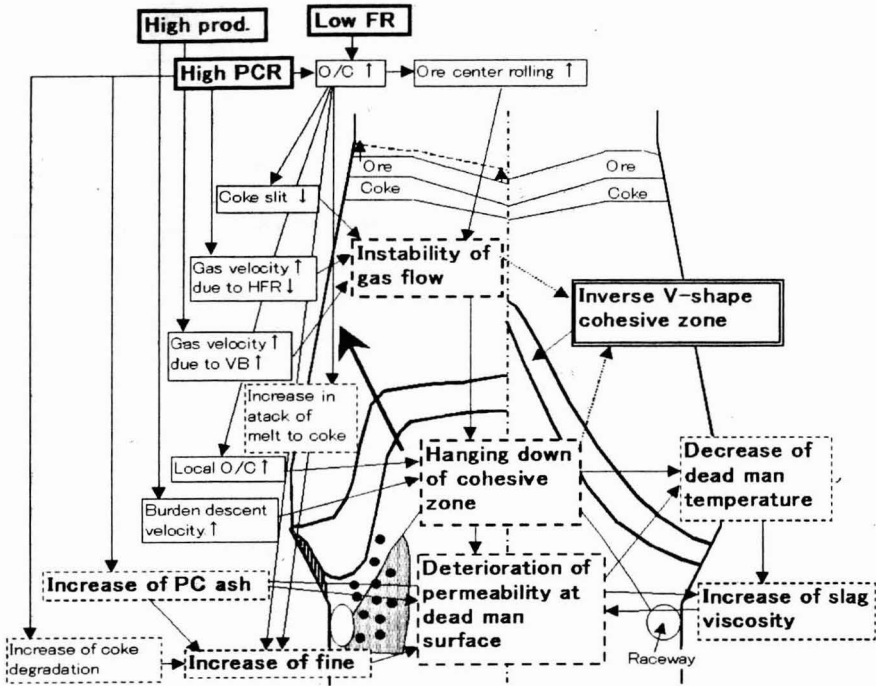 High prod.
Low FR
High PCR
O/C ↑
Ore center rolling ↑
Ore
Coke
Ore
Coke
Coke slit ↓
Instability of
gas flow
Gas velocity ↑
due to HFR ↓
Inverse V-shape
cohesive zone
Gas velocity ↑
due to VB ↑
Increase in
atack of
melt to coke
Local O/C ↑
Hanging down
of cohesive
zone
Decrease of
dead man
temperature
Burden descent
velocity ↑
Increase of PC ash
Deterioration of
permeability at
dead man
surface
Increase of slag
viscosity
Increase of coke
degradation
Increase of fine
Raceway